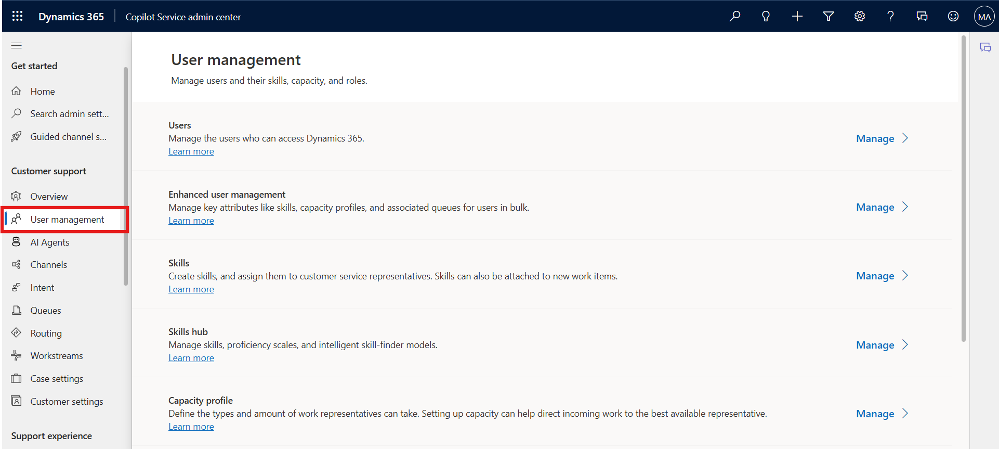 Dynamics 365
Copilot Service admin center
MA
Get started
Home
Search admin sett...
Guided channel s...
Customer support
Overview
User management
AI Agents
Channels
Intent
Queues
Routing
Workstreams
Case settings
Customer settings
Support experience
User management
Manage users and their skills, capacity, and roles.
Users
Manage the users who can access Dynamics 365.
Learn more
Manage
Enhanced user management
Manage key attributes like skills, capacity profiles, and associated queues for users in bulk.
Learn more
Manage
Skills
Create skills, and assign them to customer service representatives. Skills can also be attached to new work items.
Learn more
Manage
Skills hub
Manage skills, proficiency scales, and intelligent skill-finder models.
Learn more
Manage
Capacity profile
Define the types and amount of work representatives can take. Setting up capacity can help direct incoming work to the best available representative.
Learn more
Manage